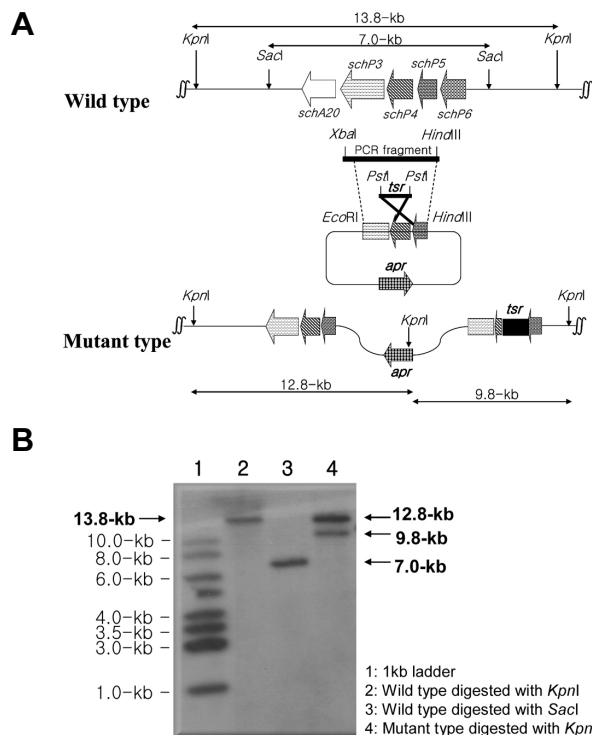 A
13.8-kb
KpnI
KpnI
7.0-kb
SacI
SacI
schP3
schP5
Wild type
schA20
schP4
schP6
XbaI
HindIII
PCR fragment
PstI
PstI
tsr
EcoRI
HindIII
apr
KpnI
KpnI
tsr
KpnI
Mutant type
apr
12.8-kb
9.8-kb
B
1 2 3 4
13.8-kb
12.8-kb
10.0-kb
9.8-kb
8.0-kb
7.0-kb
6.0-kb
4.0-kb
3.5-kb
3.0-kb
1.0-kb
1: 1kb ladder
2: Wild type digested with KpnI
3: Wild type digested with SacI
4: Mutant type digested with Kpn